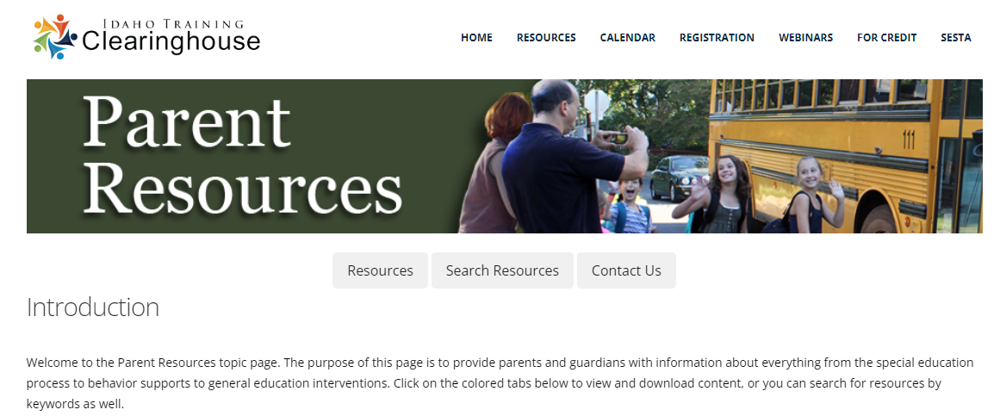 IDAHO TRAINING
Clearinghouse
HOME RESOURCES CALENDAR REGISTRATION WEBINARS FOR CREDIT SESTA
Parent
Resources
111
Resources Search Resources Contact Us
Introduction
Welcome to the Parent Resources topic page. The purpose of this page is to provide parents and guardians with information about everything from the special education
process to behavior supports to general education interventions. Click on the colored tabs below to view and download content, or you can search for resources by
keywords as well.